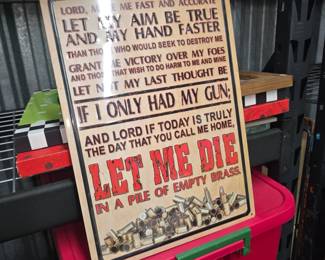 LORD, MAKE ME FAST AND ACCURATE
LET MY AIM BE TRUE
AND MY HAND FASTER
THAN THOSE WHO WOULD SEEK TO DESTROY ME
GRANT ME VICTORY OVER MY FOES
AND THOSE THAT WISH TO DO HARM TO ME AND MINE
LET NOT MY LAST THOUGHT BE
IF I ONLY HAD MY GUN;
AND LORD IF TODAY IS TRULY
THE DAY THAT YOU CALL ME HOME,
LET ME DIE
IN A PILE OF EMPTY BRASS.